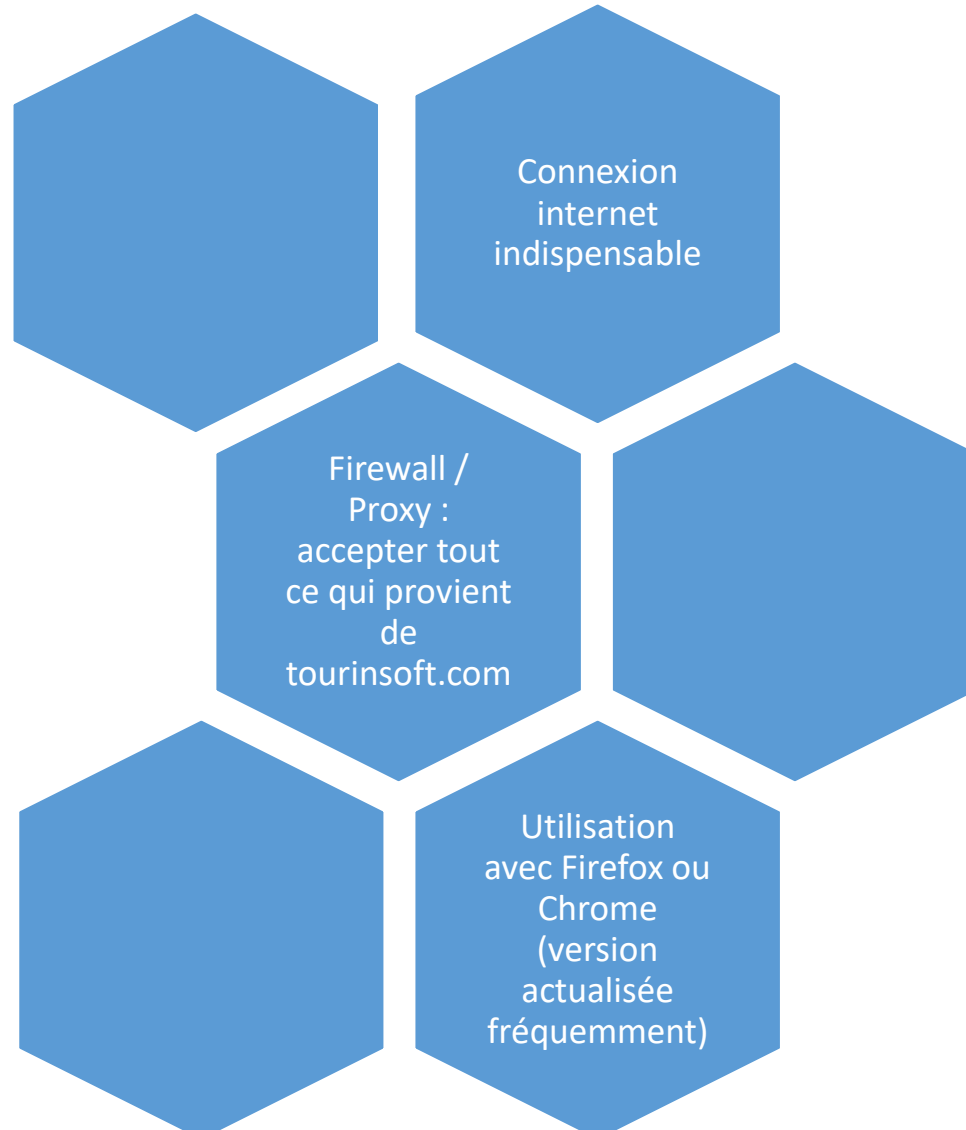 Connexion
internet
indispensable
Firewall /
Proxy :
accepter tout
ce qui provient
de
tourinsoft.com
Utilisation
avec Firefox ou
Chrome
(version
actualisée
fréquemment)